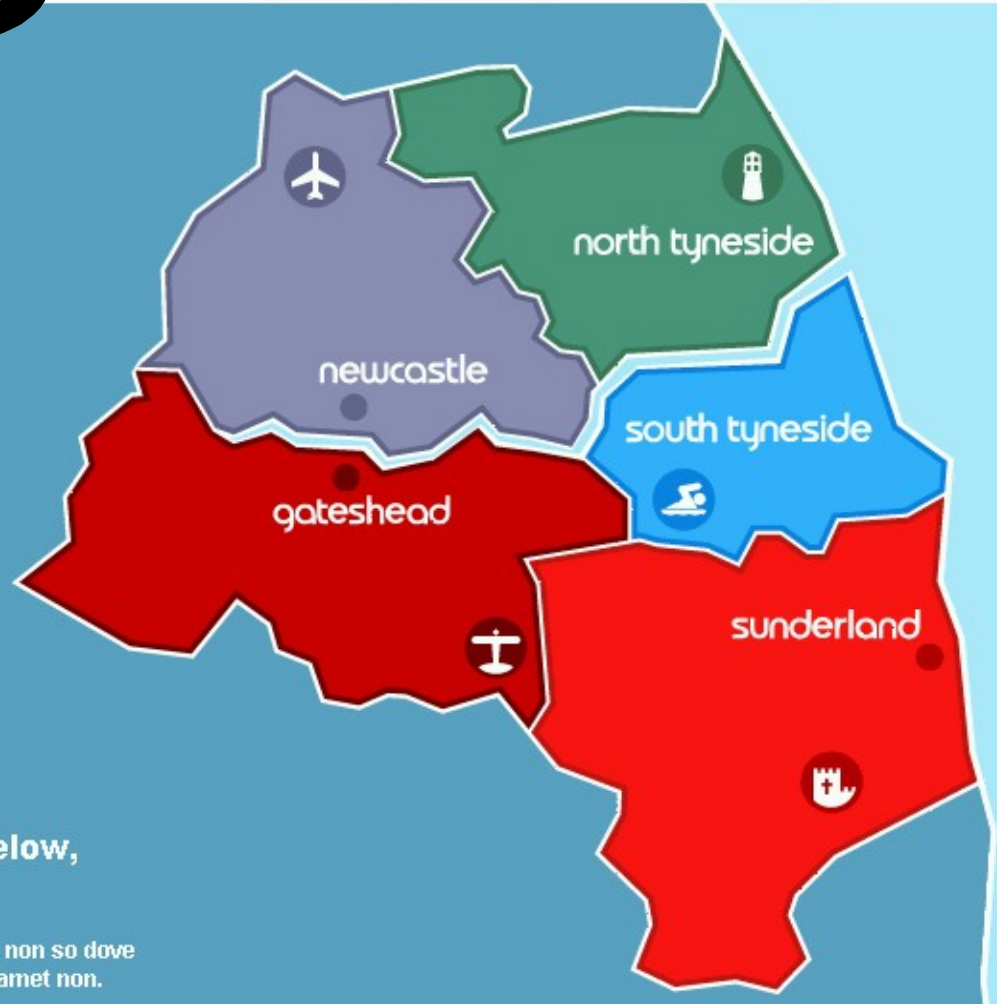 north tyneside
newcastle
south tyneside
gateshead
sunderland
elow,
non so dove
amet non.